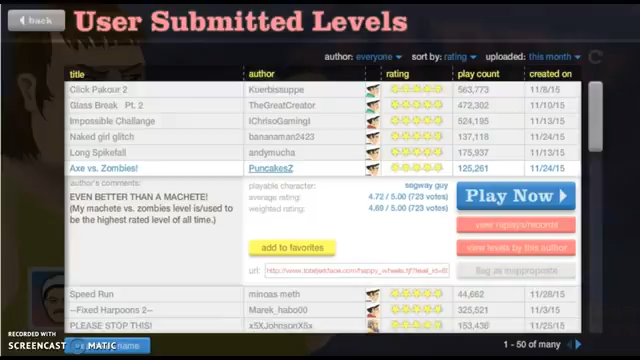 back
User Submitted Levels
author: everyone sort by: rating uploaded: this month
title author rating play count created on
Click Pakour 2 Kuerbissuppe 563,773 11/8/15
Glass Break Pt. 2 TheGreatCreator 472,302 11/10/15
Impossible Challange IChrisoGamingI 524,195 11/13/15
Naked girl glitch bananaman2423 137,118 11/24/15
Long Spikefall andymucha 175,937 11/13/15
Axe vs. Zombies! PuncakesZ 125,261 11/24/15
author's comments:
EVEN BETTER THAN A MACHETE!
(My machete vs. zombies level is/used to
be the highest rated level of all time.)
playable character: segway guy
average rating: 4.72 / 5.00 (723 votes)
weighted rating: 4.69 / 5.00 (723 votes)
Play Now
view replays/records
add to favorites
view levels by this author
url:
flag as inappropriate
Speed Run minoas meth 44,662 11/28/15
--Fixed Harpoons 2-- Marek_habo00 325,521 11/3/15
PLEASE STOP THIS! x5XJohnsonX5x 153,436 11/25/15
RECORDED WITH
SCREENCAST MATIC
name
1 - 50 of many